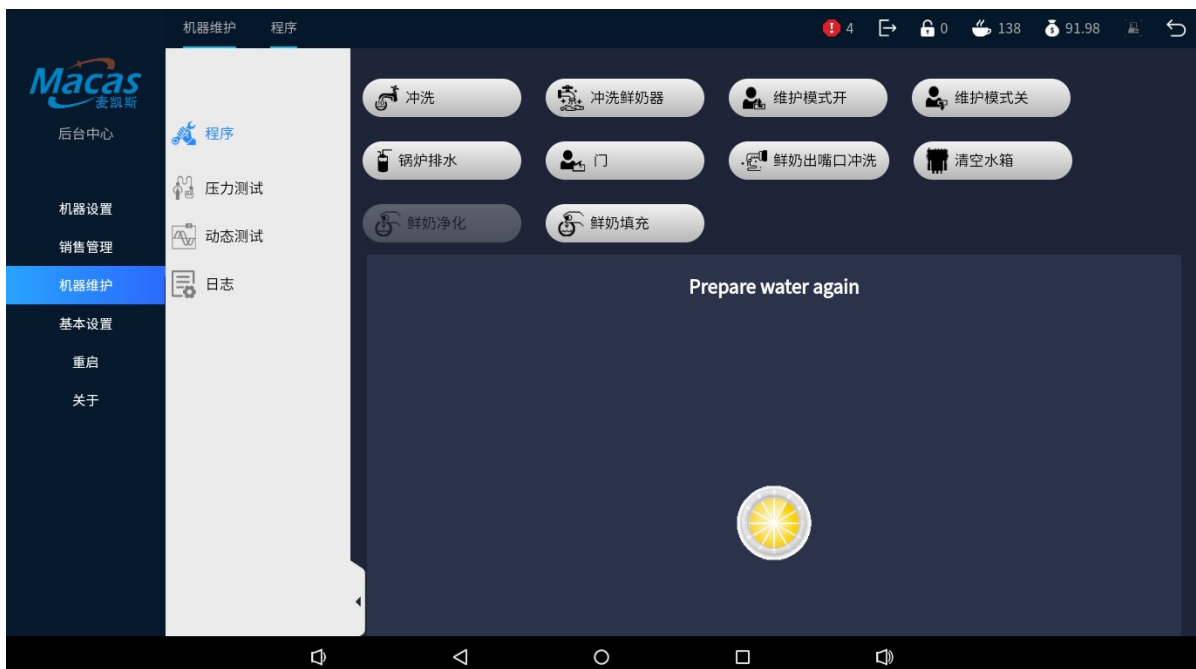 机器维护 程序 4 0 138 91.98
Macas
麦凯斯
后台中心
机器设置
销售管理
机器维护
基本设置
重启
关于
程序
压力测试
动态测试
日志
冲洗 冲洗鲜奶器 维护模式开 维护模式关
锅炉排水 门 鲜奶出嘴口冲洗 清空水箱
鲜奶净化 鲜奶填充
Prepare water again